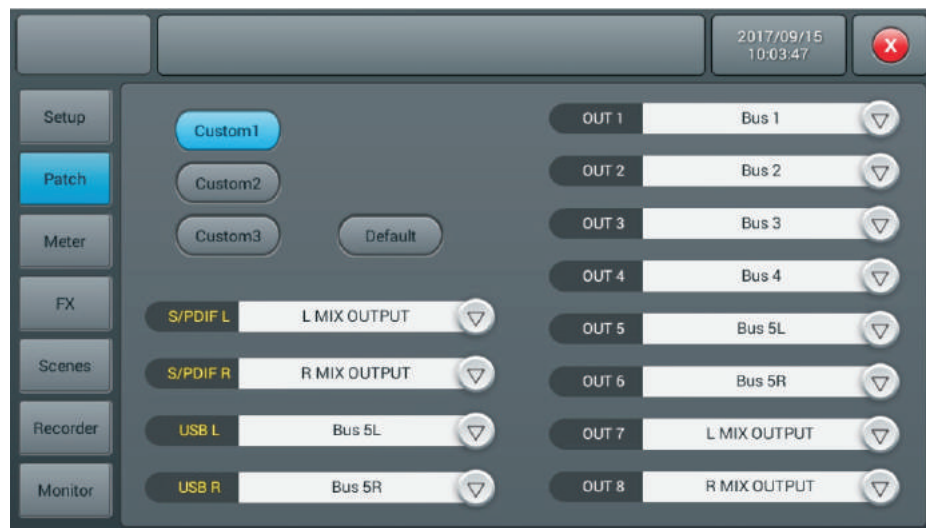 2017/09/15
10:03:47
X
Setup
Patch
Meter
FX
Scenes
Recorder
Monitor
Custom1
Custom2
Custom3
Default
S/PDIF L L MIX OUTPUT
S/PDIF R R MIX OUTPUT
USB L Bus 5L
USB R Bus 5R
OUT 1 Bus 1
OUT 2 Bus 2
OUT 3 Bus 3
OUT 4 Bus 4
OUT 5 Bus 5L
OUT 6 Bus 5R
OUT 7 L MIX OUTPUT
OUT 8 R MIX OUTPUT